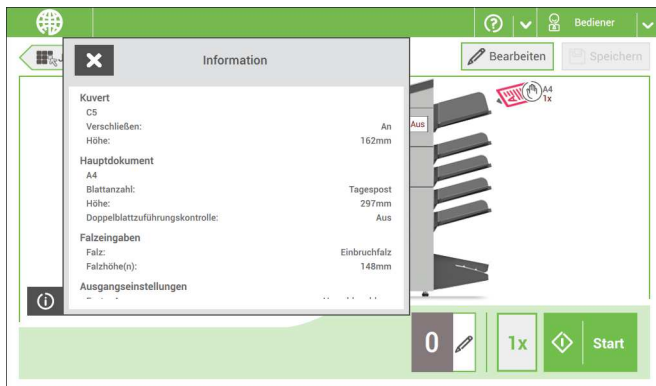 Bediener
Information
Bearbeiten
Speichern
Kuvert
C5
Verschließen: An
Höhe: 162mm
Hauptdokument
A4
Blattanzahl: Tagespost
Höhe: 297mm
Doppelblattzuführungskontrolle: Aus
Falzeingaben
Falz: Einbruchfalz
Falzhöhe(n): 148mm
Ausgangseinstellungen
Aus
A4
1x
0
1x
Start